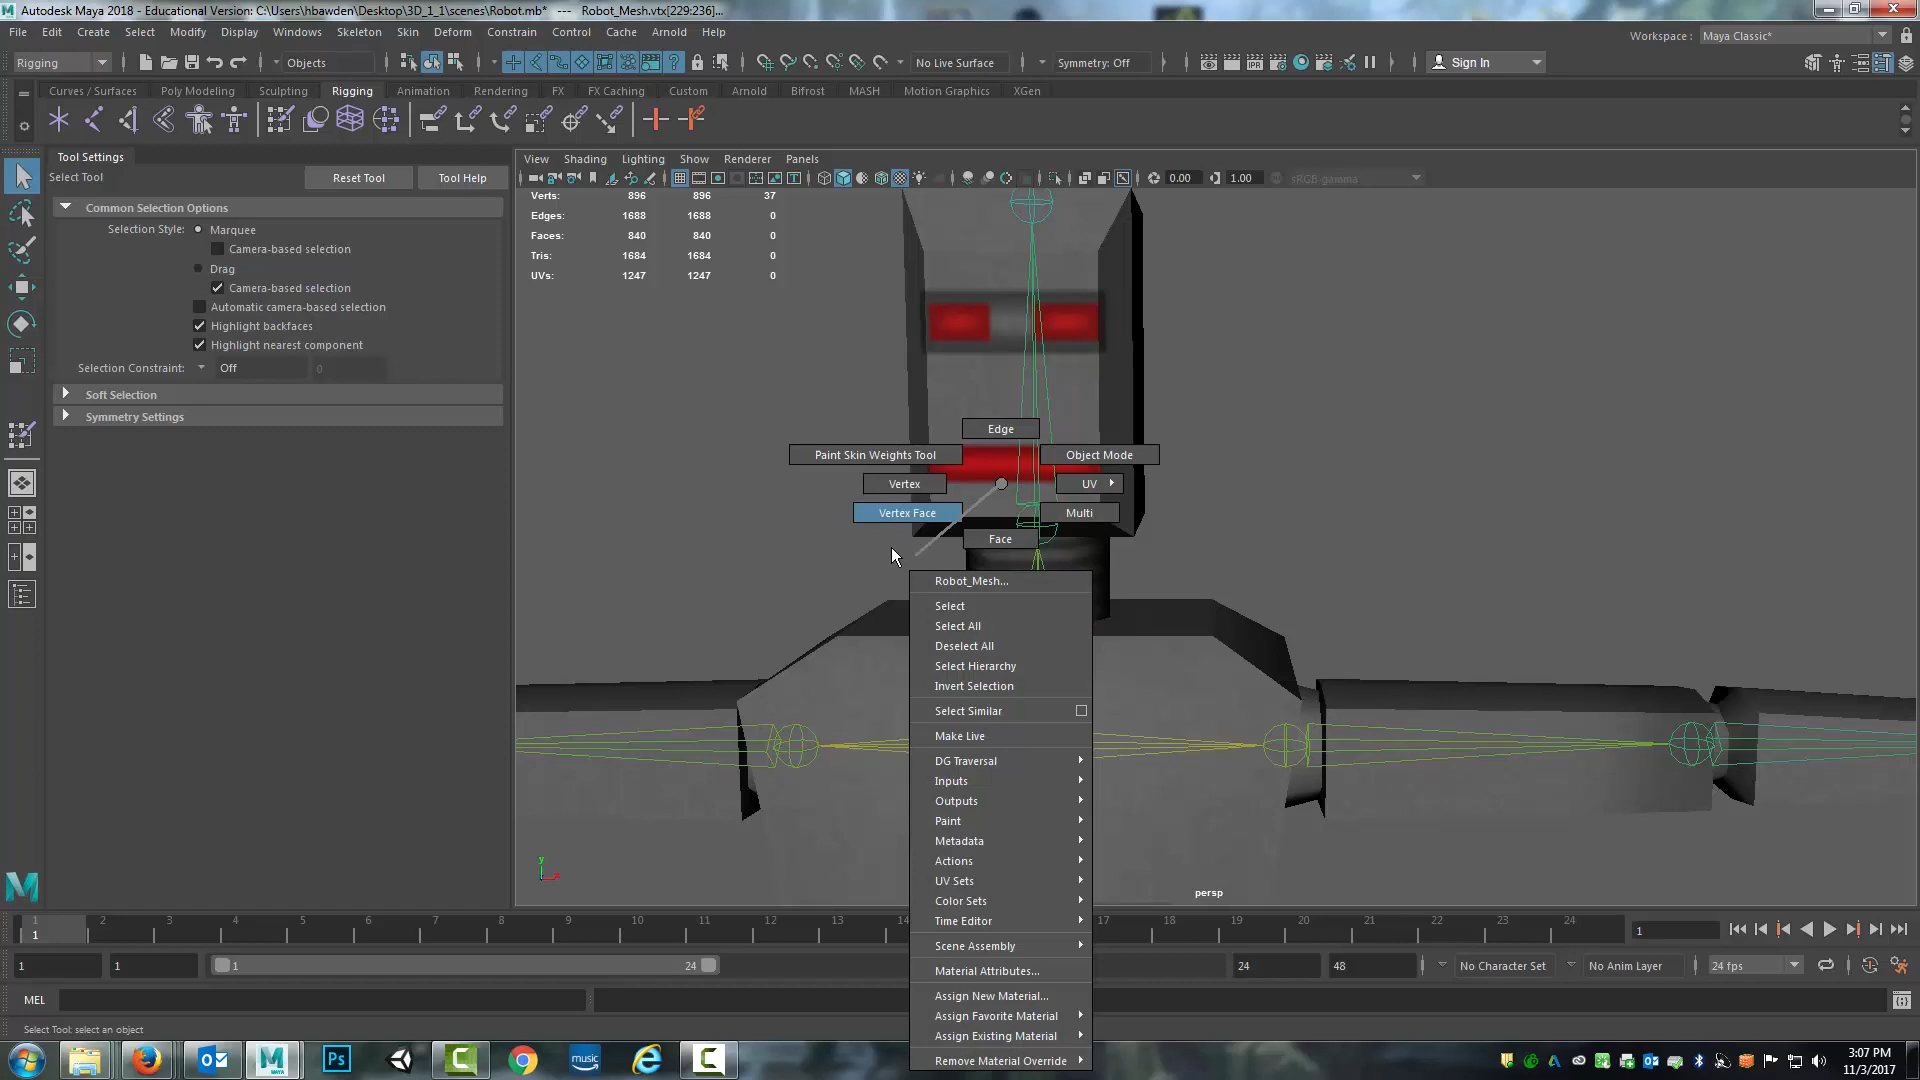 Autodesk Maya 2018 - Educational Version: C:\Users\hbawden\Desktop\3D_1_1\scenes\Robot.mb* --- Robot_Mesh.vtx[229:236]...
File Edit Create Select Modify Display Windows Skeleton Skin Deform Constrain Control Cache Arnold Help
Workspace : Maya Classic*
Rigging Objects No Live Surface Symmetry: Off Sign In
Curves / Surfaces Poly Modeling Sculpting Rigging Animation Rendering FX FX Caching Custom Arnold Bifrost MASH Motion Graphics XGen
Tool Settings
Select Tool Reset Tool Tool Help
Common Selection Options
Selection Style: Marquee
Camera-based selection
Drag
Camera-based selection
Automatic camera-based selection
Highlight backfaces
Highlight nearest component
Selection Constraint: Off 0
Soft Selection
Symmetry Settings
View Shading Lighting Show Renderer Panels
IPR
0.00 1.00 sRGB gamma
Verts: 896 896 37
Edges: 1688 1688 0
Faces: 840 840 0
Tris: 1684 1684 0
UVs: 1247 1247 0
Edge
Paint Skin Weights Tool Object Mode
Vertex UV
Vertex Face Multi
Face
Robot_Mesh...
Select
Select All
Deselect All
Select Hierarchy
Invert Selection
Select Similar
Make Live
DG Traversal
Inputs
Outputs
Paint
Metadata
Actions
UV Sets
Color Sets
Time Editor
Scene Assembly
Material Attributes...
Assign New Material...
Assign Favorite Material
Assign Existing Material
Remove Material Override
y
persp
1 2 3 4 5 6 7 8 9 10 11 12 13 14 17 18 19 20 21 22 23 24
1 1
1 1 1 24 24 48 No Character Set No Anim Layer 24 fps
MEL
Select Tool: select an object
MAYA Ps music
3:07 PM
11/3/2017